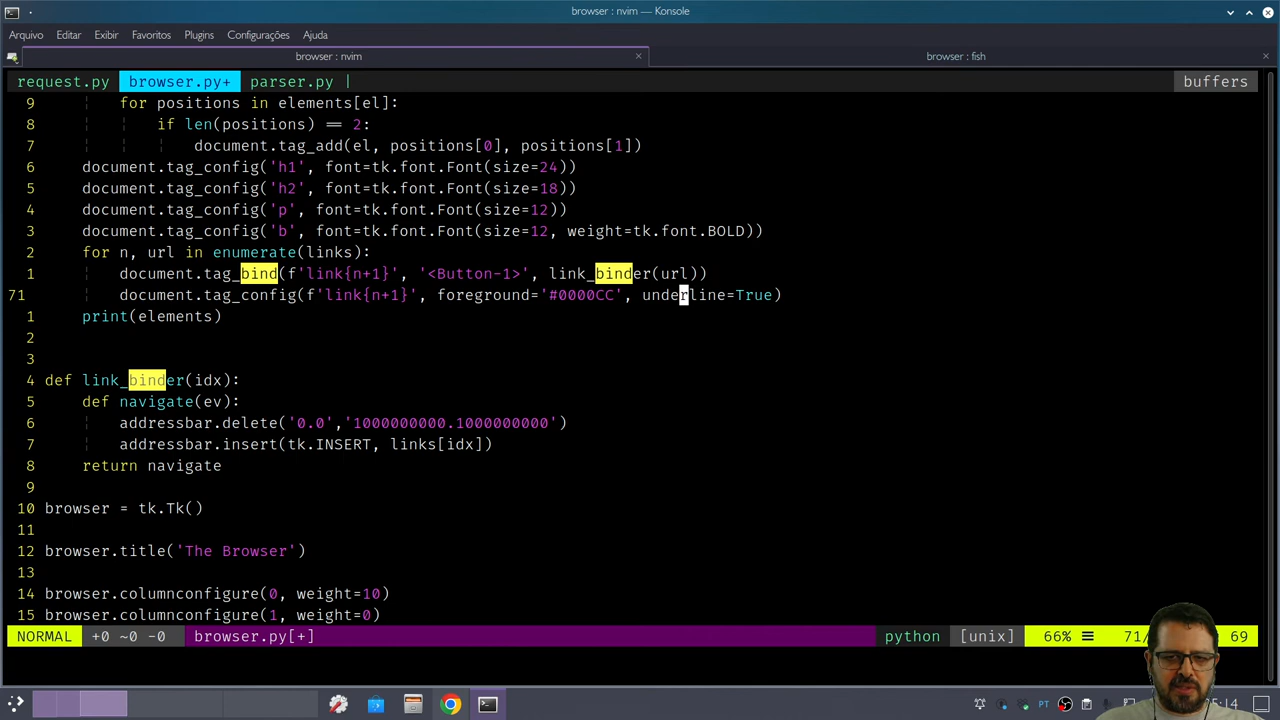 browser : nvim — Konsole
Arquivo Editar Exibir Favoritos Plugins Configurações Ajuda
browser : nvim × browser : fish ×
request.py browser.py+ parser.py | buffers
9 for positions in elements[el]:
8 if len(positions) == 2:
7 document.tag_add(el, positions[0], positions[1])
6 document.tag_config('h1', font=tk.font.Font(size=24))
5 document.tag_config('h2', font=tk.font.Font(size=18))
4 document.tag_config('p', font=tk.font.Font(size=12))
3 document.tag_config('b', font=tk.font.Font(size=12, weight=tk.font.BOLD))
2 for n, url in enumerate(links):
1 document.tag_bind(f'link{n+1}', '<Button-1>', link_binder(url))
71 document.tag_config(f'link{n+1}', foreground='#0000CC', underline=True)
1 print(elements)
2
3
4 def link_binder(idx):
5 def navigate(ev):
6 addressbar.delete('0.0','1000000000.1000000000')
7 addressbar.insert(tk.INSERT, links[idx])
8 return navigate
9
10 browser = tk.Tk()
11
12 browser.title('The Browser')
13
14 browser.columnconfigure(0, weight=10)
15 browser.columnconfigure(1, weight=0)
NORMAL +0 ~0 -0 browser.py[+] python [unix] 66% ☰ 71/ 69
PT :14